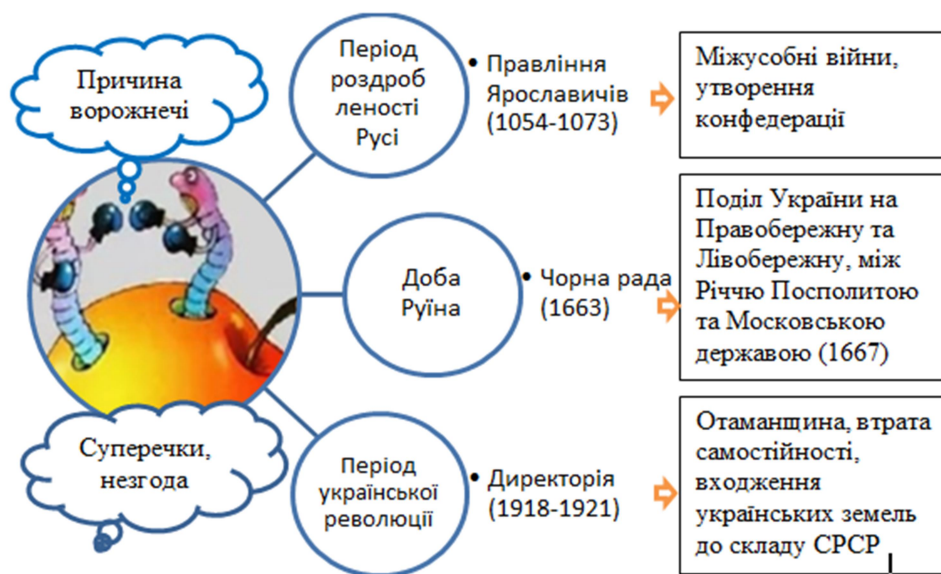 Причина
ворожнечі
Суперечки,
незгода
Період
роздроб
леності
Русі
• Правління
Ярославичів
(1054-1073)
Міжусобні війни,
утворення
конфедерації
Доба
Руїна
• Чорна рада
(1663)
Поділ України на
Правобережну та
Лівобережну, між
Річчю Посполитою
та Московською
державою (1667)
Період
української
революції
• Директорія
(1918-1921)
Отаманщина, втрата
самостійності,
входження
українських земель
до складу СРСР